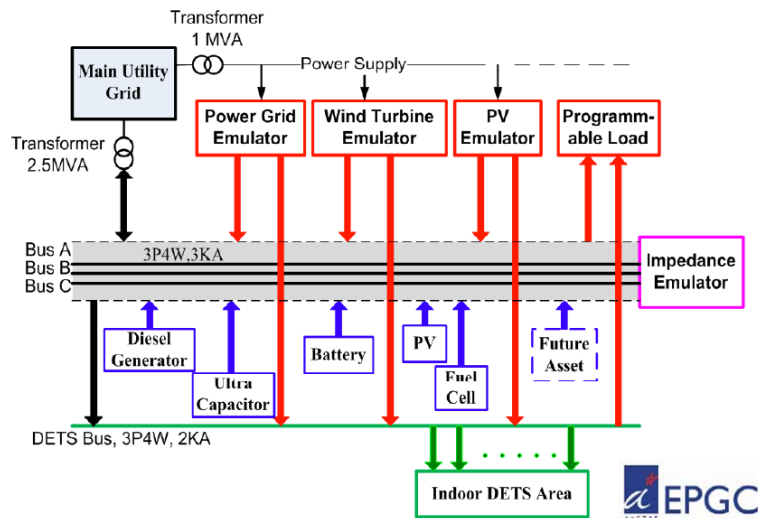 Transformer
1 MVA
Main Utility
Grid
Power Supply
Transformer
2.5MVA
Power Grid
Emulator
Wind Turbine
Emulator
PV
Emulator
Programm-
able Load
Bus A
Bus B
Bus C
3P4W,3KA
Impedance
Emulator
Diesel
Generator
Ultra
Capacitor
Battery
PV
Fuel
Cell
Future
Asset
DETS Bus, 3P4W, 2KA
Indoor DETS Area
EPGC